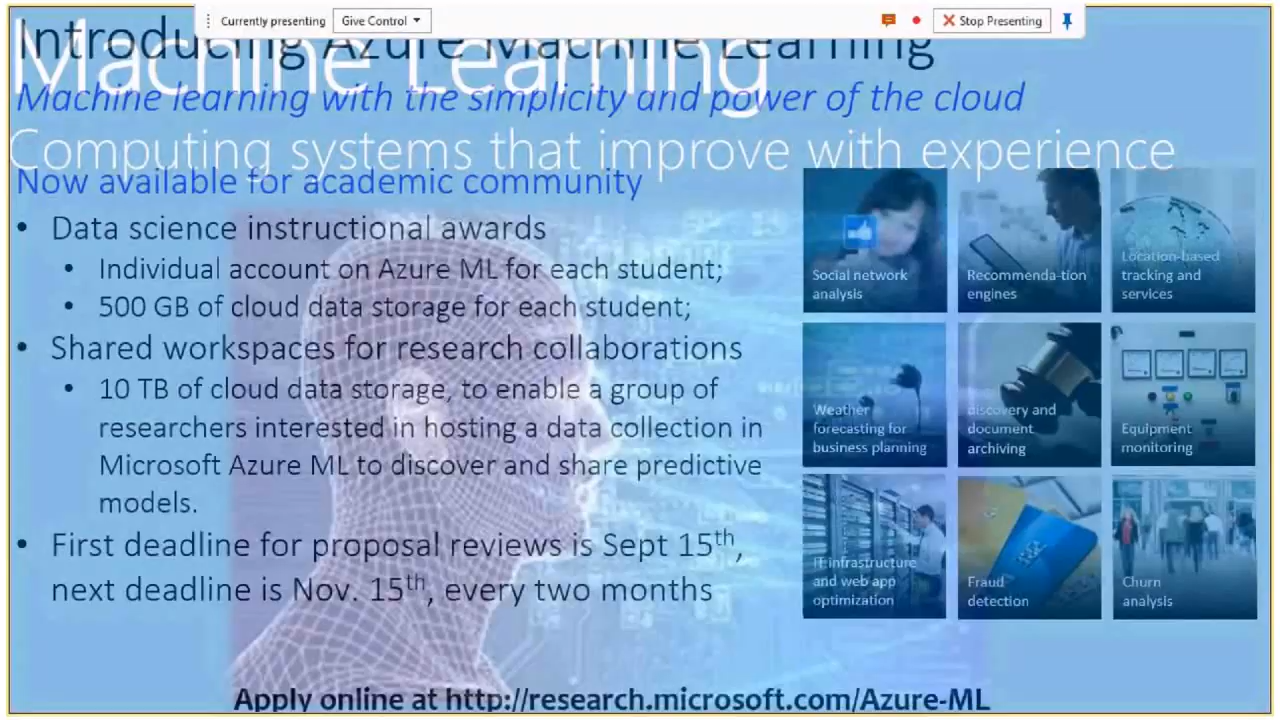 Currently presenting
Give Control
Stop Presenting
Introducing Azure Machine Learning
Machine Learning
Machine learning with the simplicity and power of the cloud
Computing systems that improve with experience
Now available for academic community
• Data science instructional awards
• Individual account on Azure ML for each student;
• 500 GB of cloud data storage for each student;
• Shared workspaces for research collaborations
• 10 TB of cloud data storage, to enable a group of
researchers interested in hosting a data collection in
Microsoft Azure ML to discover and share predictive
models.
• First deadline for proposal reviews is Sept 15th,
next deadline is Nov. 15th, every two months
Social network
analysis
Recommenda-tion
engines
Location-based
tracking and
services
Weather
forecasting for
business planning
discovery and
document
archiving
Equipment
monitoring
IT infrastructure
and web app
optimization
Fraud
detection
Churn
analysis
Apply online at http://research.microsoft.com/Azure-ML